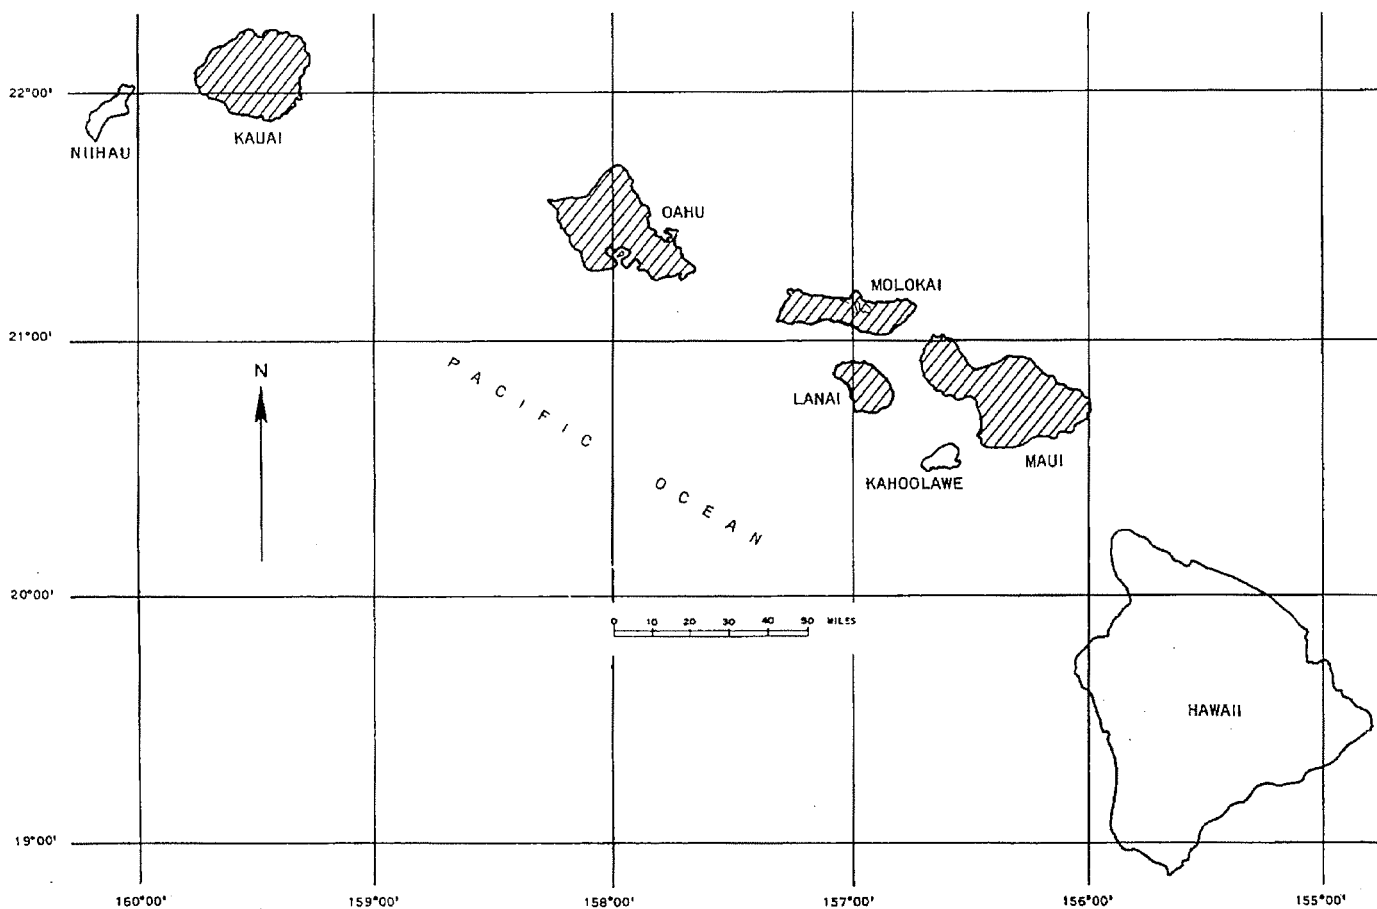 22°00'
NIIHAU
KAUAI
OAHU
MOLOKAI
21°00'
N
PACIFIC
OCEAN
LANAI
MAUI
KAHOOLAWE
20°00'
0 10 20 30 40 50 MILES
HAWAII
19°00'
160°00' 159°00' 158°00' 157°00' 156°00' 155°00'